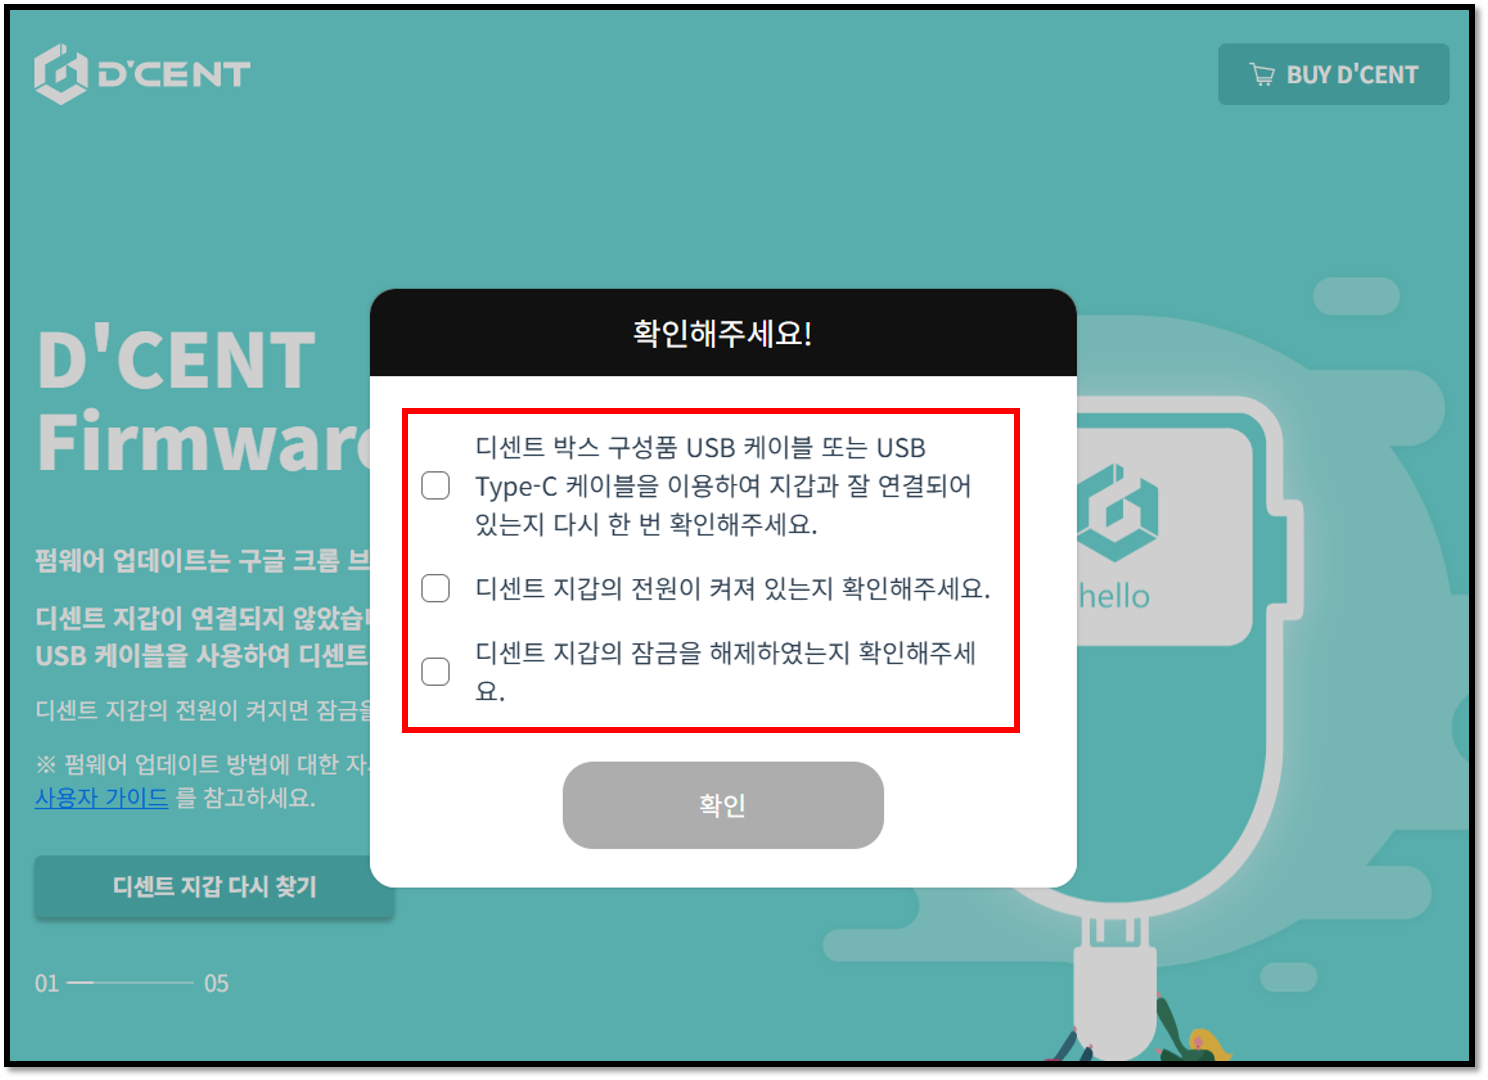 D'CENT
BUY D'CENT
D'CENT
Firmware
펌웨어 업데이트는 구글 크롬 브
디센트 지갑이 연결되지 않았습
USB 케이블을 사용하여 디센트
디센트 지갑의 전원이 켜지면 잠금을
※ 펌웨어 업데이트 방법에 대한 자
사용자 가이드 를 참고하세요.
디센트 지갑 다시 찾기
01
05
확인해주세요!
디센트 박스 구성품 USB 케이블 또는 USB
Type-C 케이블을 이용하여 지갑과 잘 연결되어
있는지 다시 한 번 확인해주세요.
디센트 지갑의 전원이 켜져 있는지 확인해주세요.
디센트 지갑의 잠금을 해제하였는지 확인해주세
요.
확인
hello